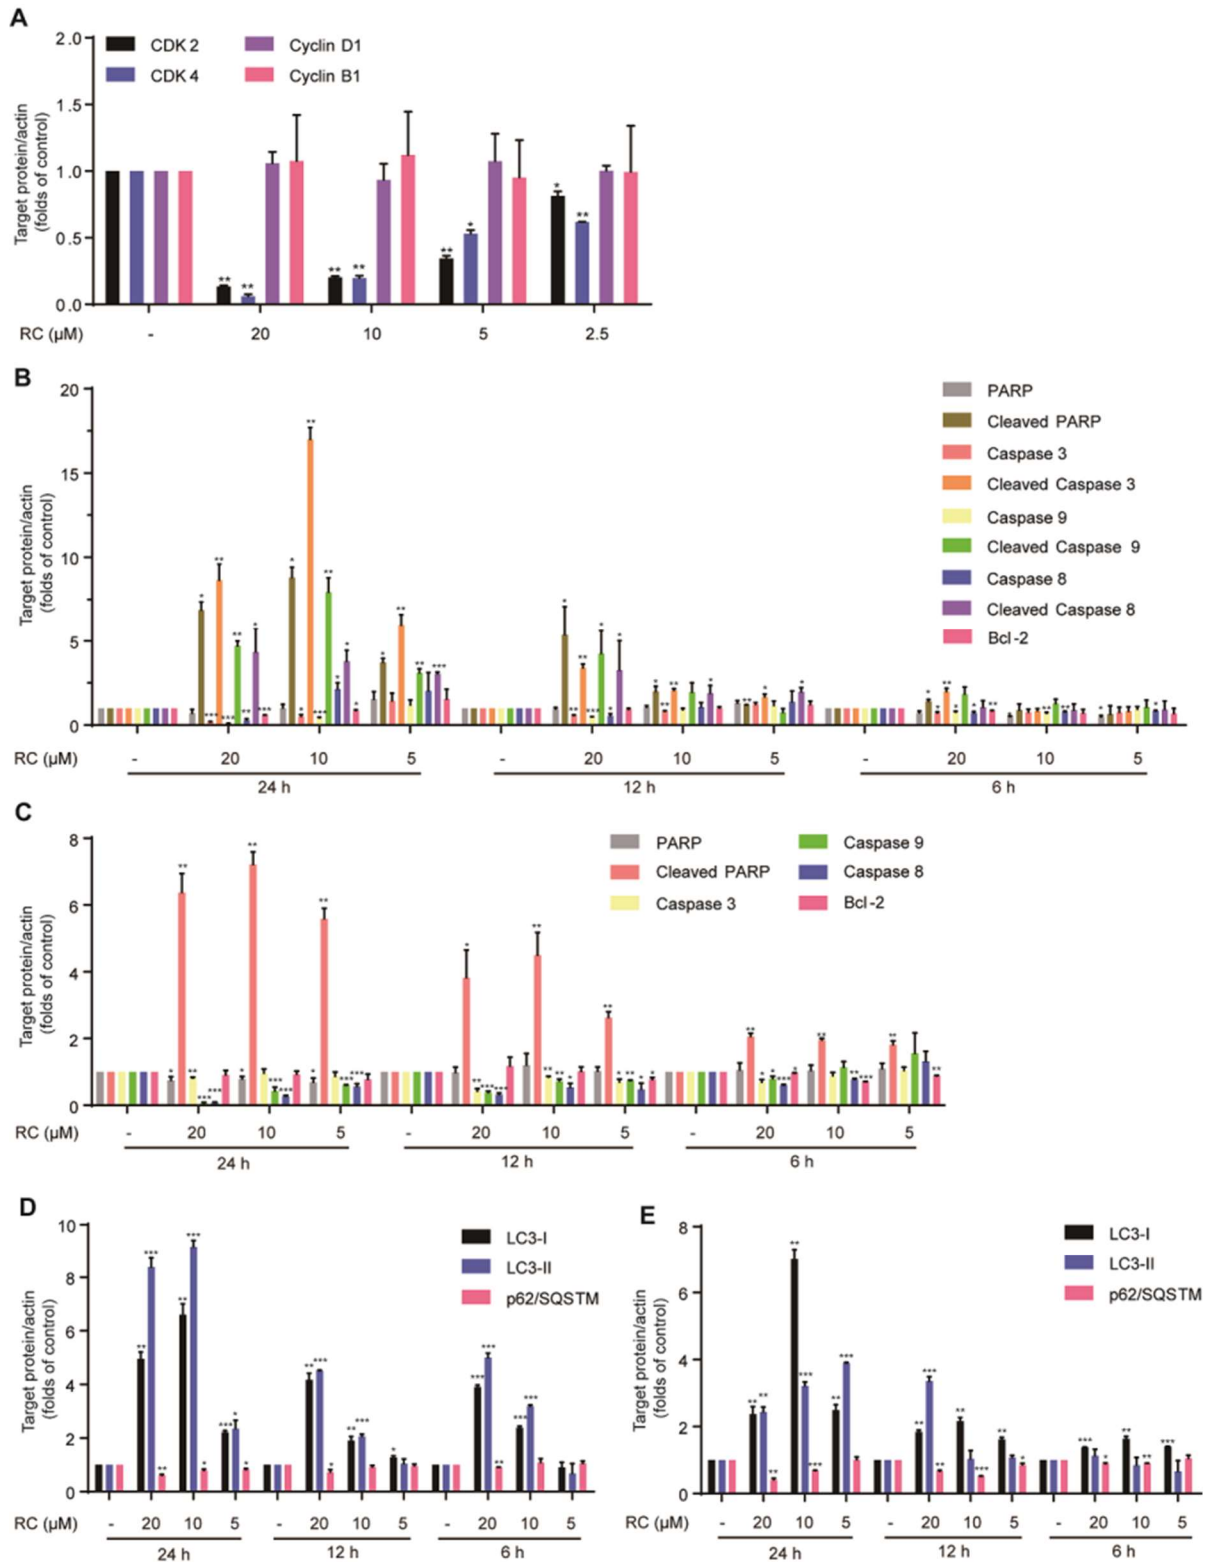 A
2.0
1.5
1.0
0.5
0.0
Target protein/actin
(folds of control)
CDK 2
Cyclin D1
CDK 4
Cyclin B1
** ** ** ** ** * * **
RC (μM)
- 20 10 5 2.5
B
20
15
10
5
0
Target protein/actin
(folds of control)
PARP
Cleaved PARP
Caspase 3
Cleaved Caspase 3
Caspase 9
Cleaved Caspase 9
Caspase 8
Cleaved Caspase 8
Bcl-2
RC (μM)
- 20 10 5 - 20 10 5 - 20 10 5
24 h 12 h 6 h
C
8
6
4
2
0
Target protein/actin
(folds of control)
PARP
Caspase 9
Cleaved PARP
Caspase 8
Caspase 3
Bcl-2
RC (μM)
- 20 10 5 - 20 10 5 - 20 10 5
24 h 12 h 6 h
D
10
8
6
4
2
0
Target protein/actin
(folds of control)
LC3-I
LC3-II
p62/SQSTM
RC (μM)
- 20 10 5 - 20 10 5 - 20 10 5
24 h 12 h 6 h
E
8
6
4
2
0
Target protein/actin
(folds of control)
LC3-I
LC3-II
p62/SQSTM
RC (μM)
- 20 10 5 - 20 10 5 - 20 10 5
24 h 12 h 6 h